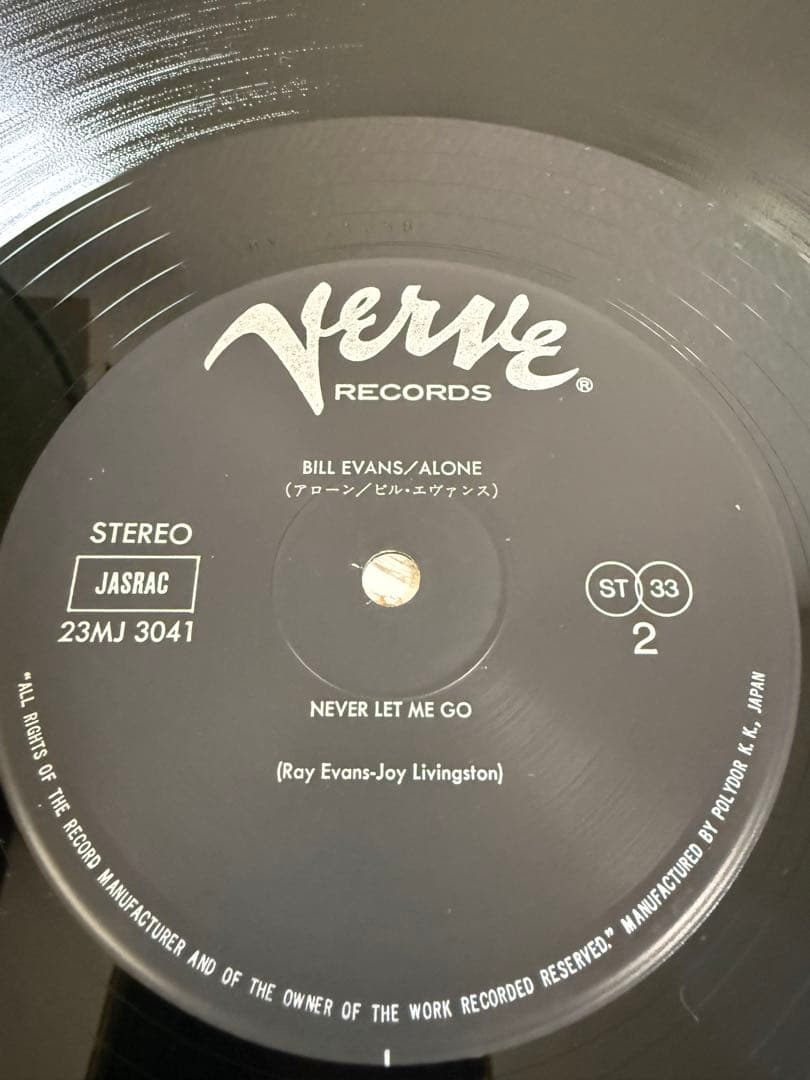 Verve
RECORDS ®
BILL EVANS/ALONE
(アローン/ビル・エヴァンス)
STEREO
JASRAC
23MJ 3041
ST 33
2
NEVER LET ME GO
(Ray Evans-Joy Livingston)
"ALL RIGHTS OF THE RECORD MANUFACTURER AND OF THE OWNER OF THE WORK RECORDED RESERVED." MANUFACTURED BY POLYDOR K. K., JAPAN